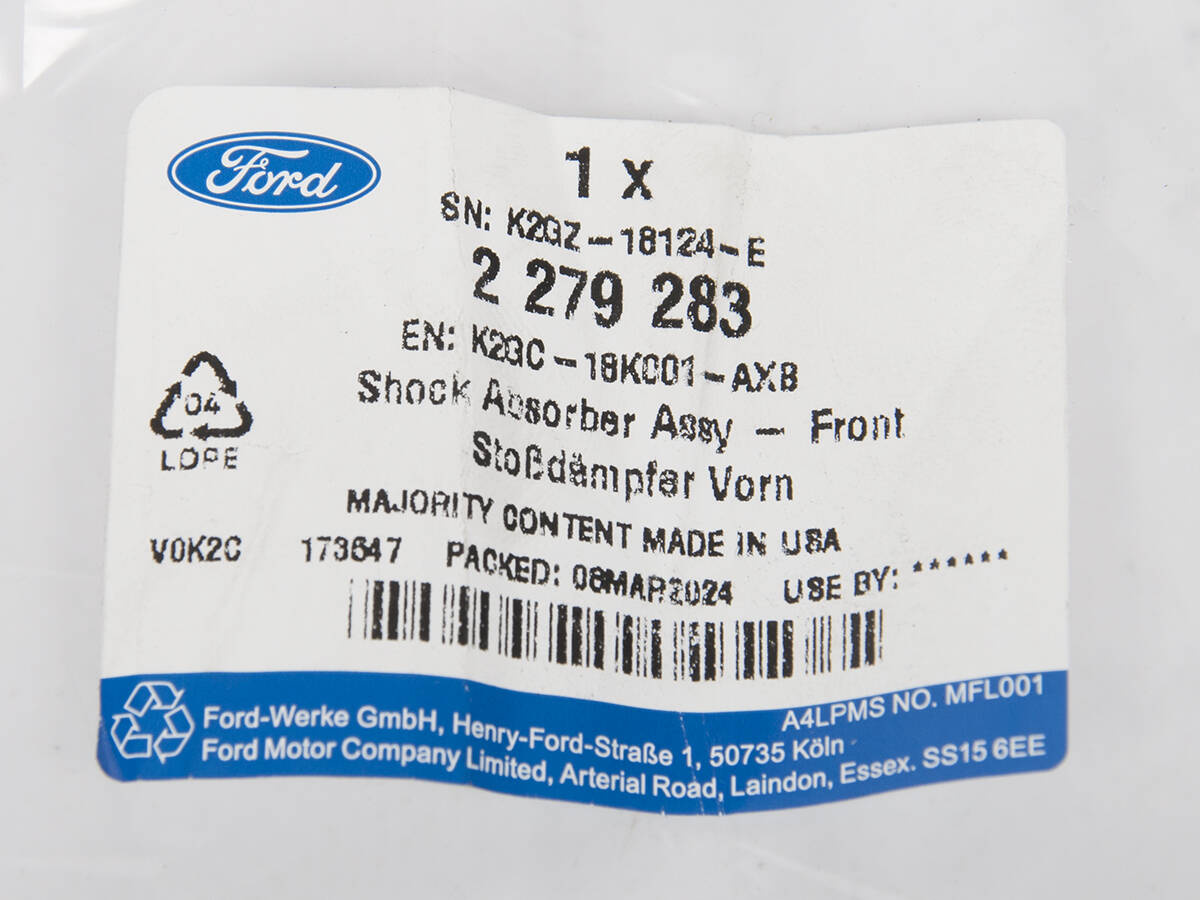 Ford
1 x
SN: K2GZ-18124-E
2 279 283
EN: K2GC-18K001-AXB
Shock Absorber Assy - Front
Stoßdämpfer Vorn
04
LDPE
MAJORITY CONTENT MADE IN USA
V0K2C 173647 PACKED: 08MAR2024 USE BY: ******
A4LPMS NO. MFL001
Ford-Werke GmbH, Henry-Ford-Straße 1, 50735 Köln
Ford Motor Company Limited, Arterial Road, Laindon, Essex. SS15 6EE